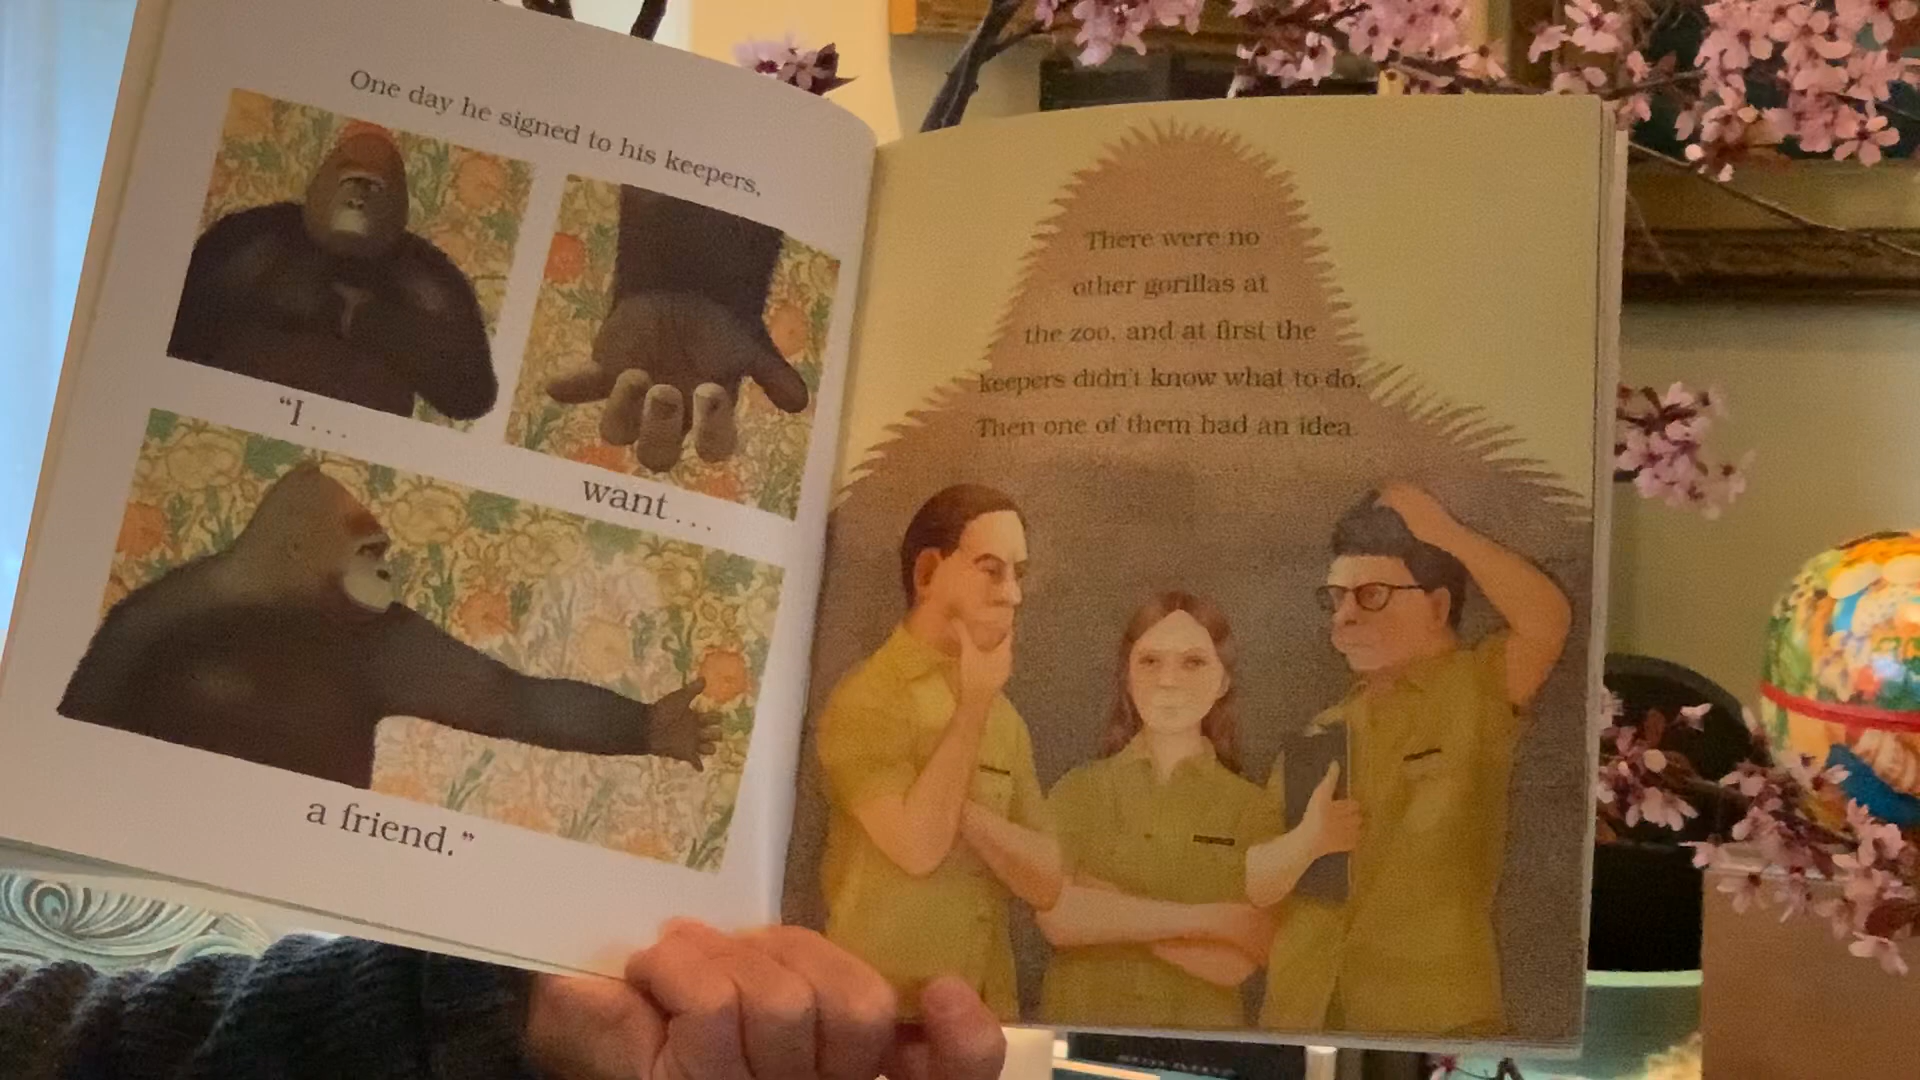 One day he signed to his keepers,
“I...
want...
a friend.”
There were no
other gorillas at
the zoo, and at first the
keepers didn't know what to do.
Then one of them had an idea.